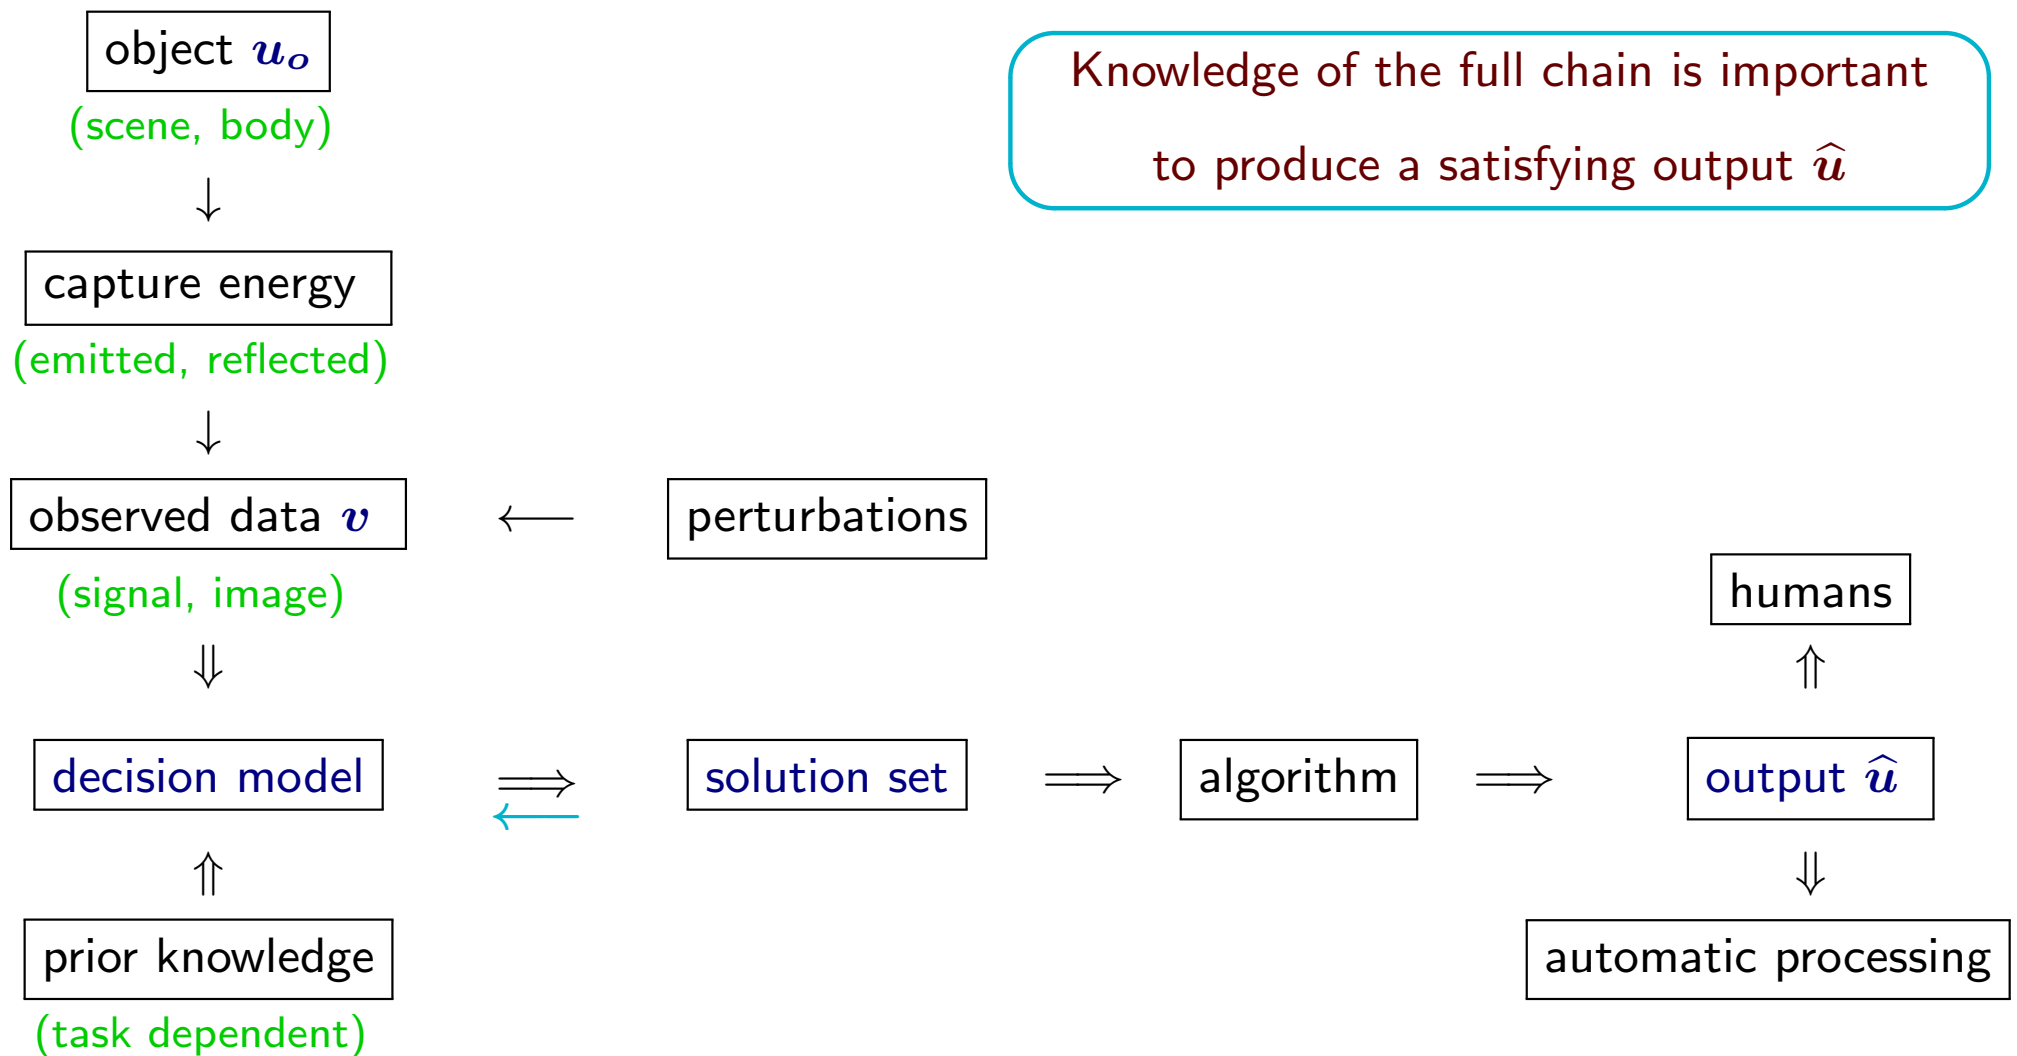 object u_o
(scene, body)
↓
capture energy
(emitted, reflected)
↓
observed data v ← perturbations
(signal, image)
⇓
decision model ⟹ ← solution set ⟹ algorithm ⟹ output û
⇑
prior knowledge
(task dependent)
Knowledge of the full chain is important
to produce a satisfying output û
humans
⇑
⇓
automatic processing